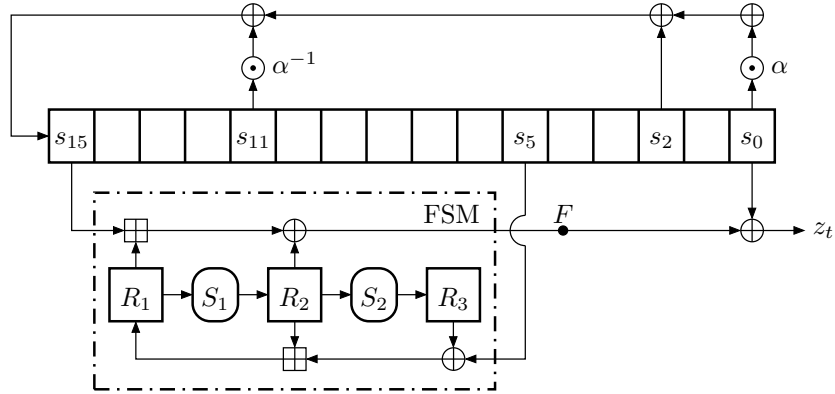 α⁻¹ α
s₁₅ s₁₁ s₅ s₂ s₀
FSM F z_t
R₁ S₁ R₂ S₂ R₃